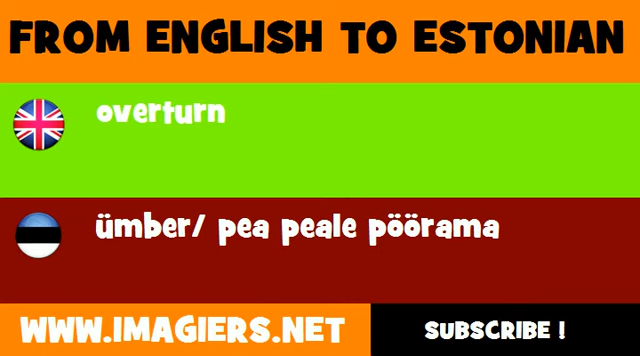 FROM ENGLISH TO ESTONIAN
overturn
ümber/ pea peale pöörama
WWW.IMAGIERS.NET
SUBSCRIBE !